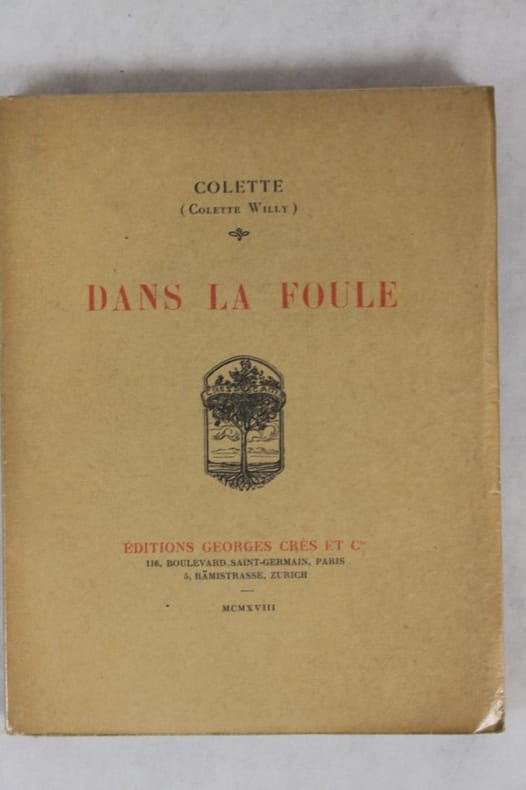 COLETTE
(COLETTE WILLY)
DANS LA FOULE
CRESCAM
ÉDITIONS GEORGES CRÈS ET Cie
116, BOULEVARD SAINT-GERMAIN, PARIS
5, RÄMISTRASSE, ZURICH
—
MCMXVIII